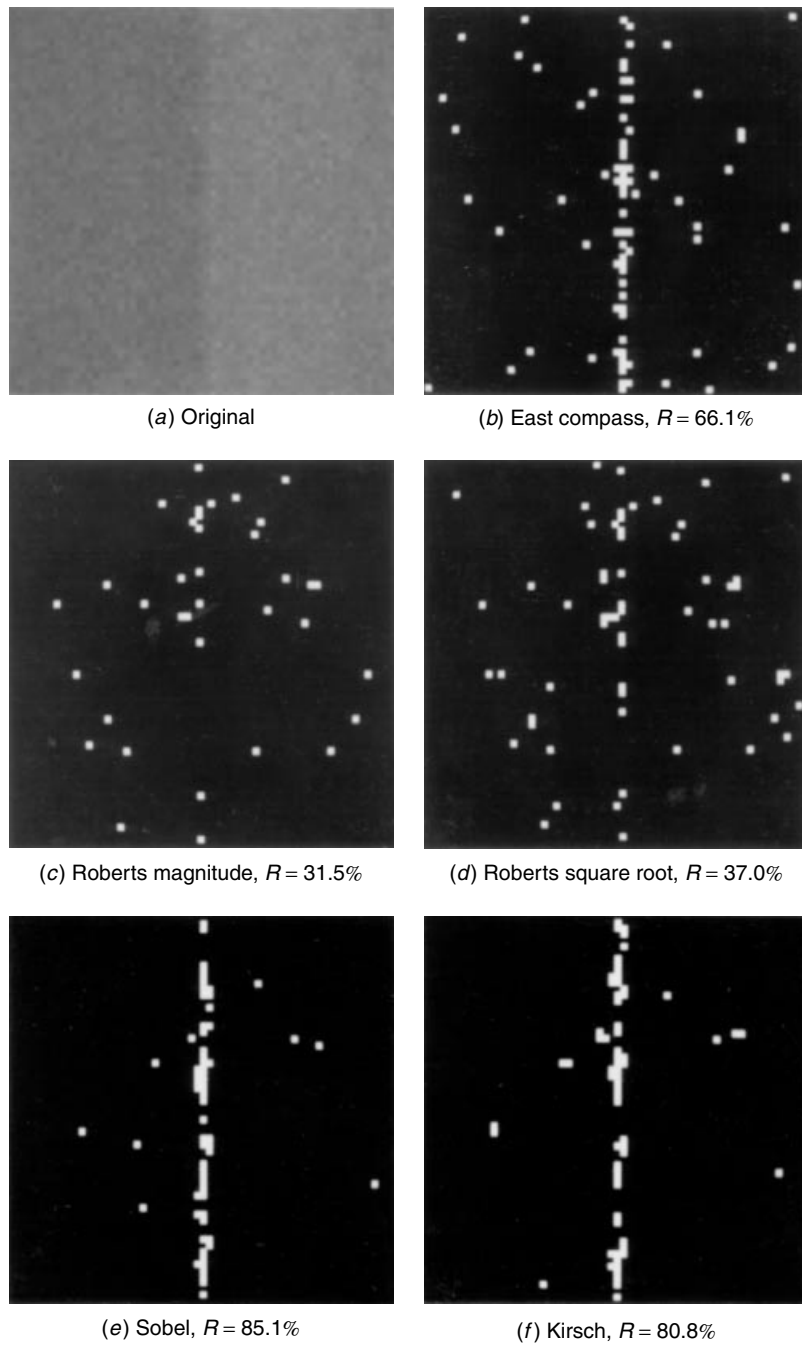 (a) Original
(b) East compass, R = 66.1%
(c) Roberts magnitude, R = 31.5%
(d) Roberts square root, R = 37.0%
(e) Sobel, R = 85.1%
(f) Kirsch, R = 80.8%